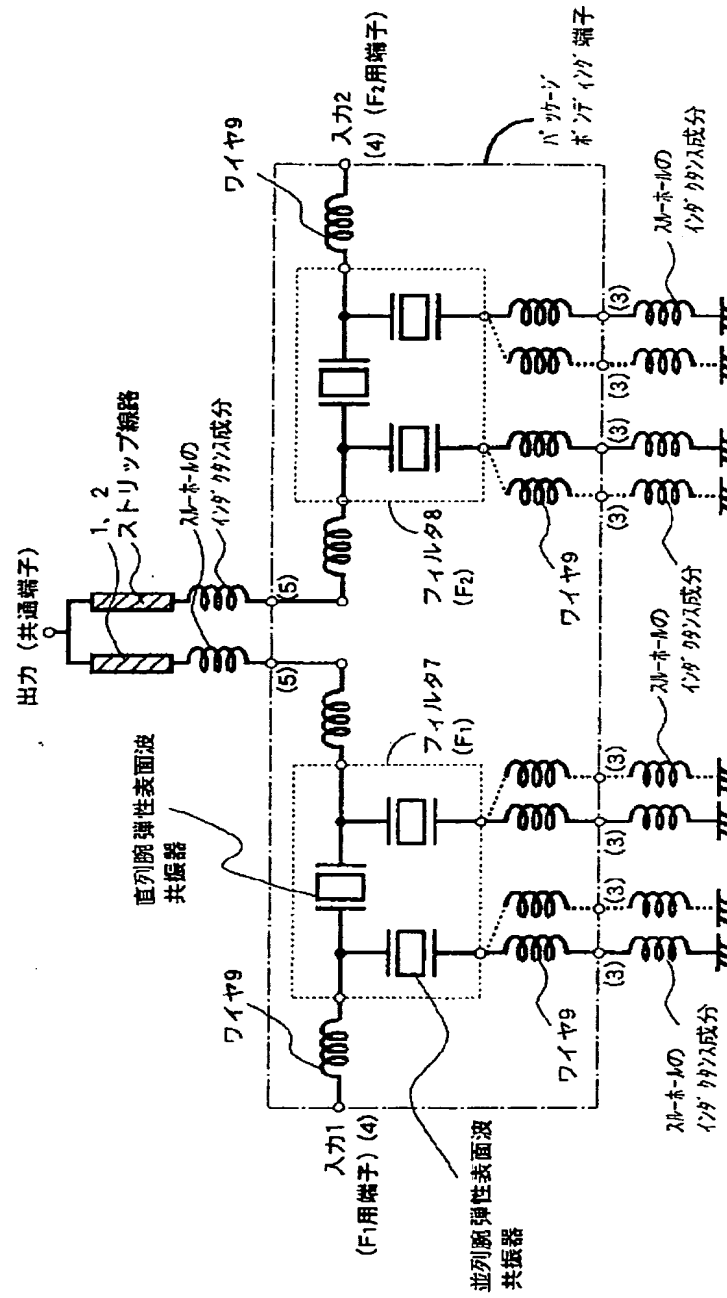 出力 (共通端子)
1、2
ストリップ線路
スルーホールの
インダクタンス成分
(5)
(5)
直列腕弾性表面波
共振器
ワイヤ9
ワイヤ9
入力1
(F1用端子) (4)
入力2
(4) (F2用端子)
フィルタ7
(F1)
フィルタ8
(F2)
パッケージ
ボンディング端子
並列腕弾性表面波
共振器
ワイヤ9
ワイヤ9
(3)
(3)
(3)
(3)
(3)
(3)
(3)
(3)
スルーホールの
インダクタンス成分
スルーホールの
インダクタンス成分
インダクタンス成分
スルーホールの
インダクタンス成分